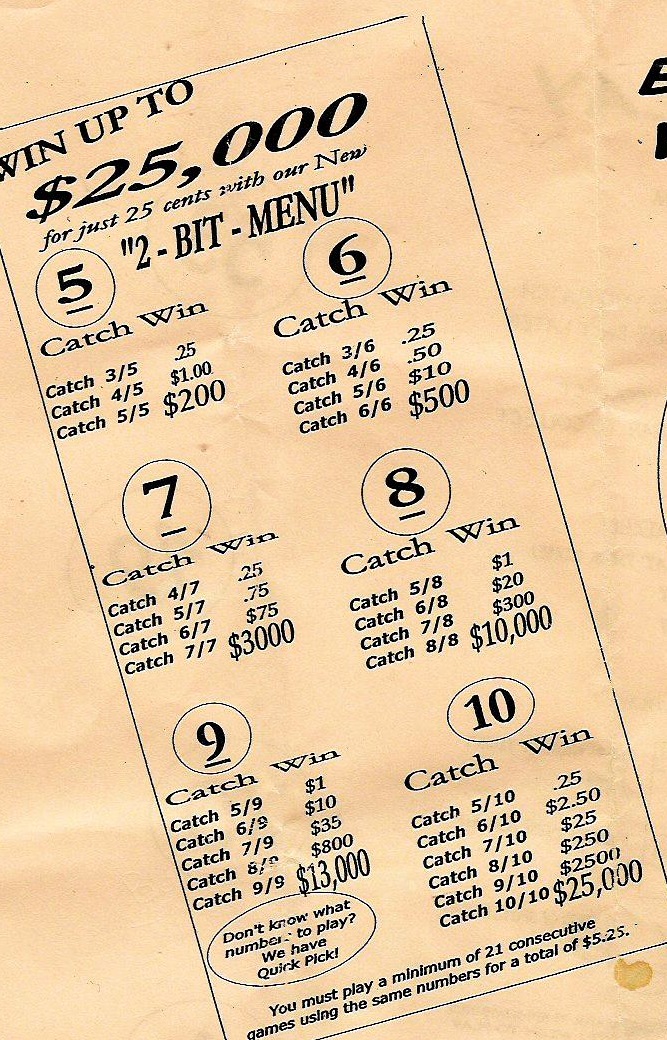 WIN UP TO
$25,000
for just 25 cents with our New
"2 - BIT - MENU"
5
Catch Win
Catch 3/5 .25
Catch 4/5 $1.00
Catch 5/5 $200
6
Catch Win
Catch 3/6 .25
Catch 4/6 .50
Catch 5/6 $10
Catch 6/6 $500
7
Catch Win
Catch 4/7 .25
Catch 5/7 .75
Catch 6/7 $75
Catch 7/7 $3000
8
Catch Win
Catch 5/8 $1
Catch 6/8 $20
Catch 7/8 $300
Catch 8/8 $10,000
9
Catch Win
Catch 5/9 $1
Catch 6/9 $10
Catch 7/9 $35
Catch 8/9 $800
Catch 9/9 $13,000
10
Catch Win
Catch 5/10 .25
Catch 6/10 $2.50
Catch 7/10 $25
Catch 8/10 $250
Catch 9/10 $2500
Catch 10/10 $25,000
Don't know what
numbers to play?
We have
Quick Pick!
You must play a minimum of 21 consecutive
games using the same numbers for a total of $5.25.